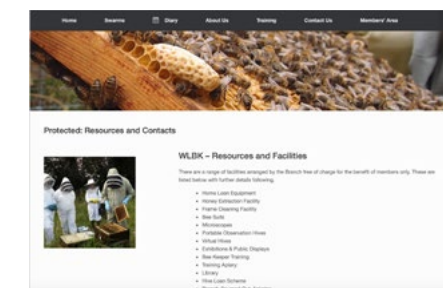 Home Swarms Diary About Us Training Contact Us Members' Area
Protected: Resources and Contacts
WLBK – Resources and Facilities
There are a range of facilities arranged by the Branch free of charge for the benefit of members only. These are
listed below with further details following.
• Home Loan Equipment
• Honey Extraction Facility
• Frame Cleaning Facility
• Bee Suits
• Microscopes
• Portable Observation Hives
• Virtual Hives
• Exhibitions & Public Displays
• Bee Keeper Training
• Training Apiary
• Library
• Hive Loan Scheme